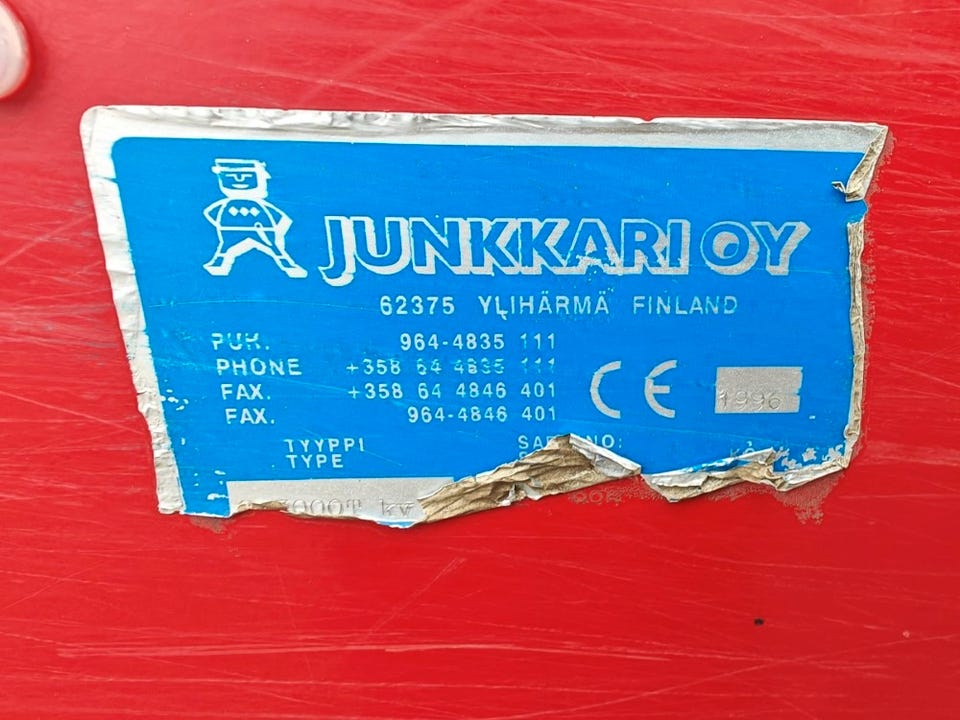 JUNKKARI OY
62375 YLIHÄRMÄ FINLAND
PUH. 964-4835 111
PHONE +358 64 4835 111
FAX. +358 64 4846 401
FAX. 964-4846 401
CE 1996
TYYPPI
TYPE
kv